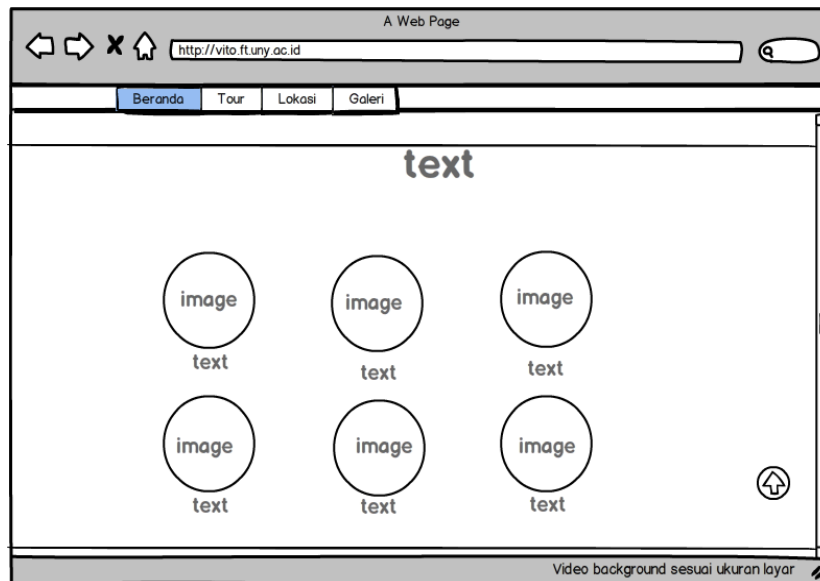 A Web Page
http://vito.ft.uny.ac.id
Beranda Tour Lokasi Galeri
text
image image image
text text text
image image image
text text text
Video background sesuai ukuran layar